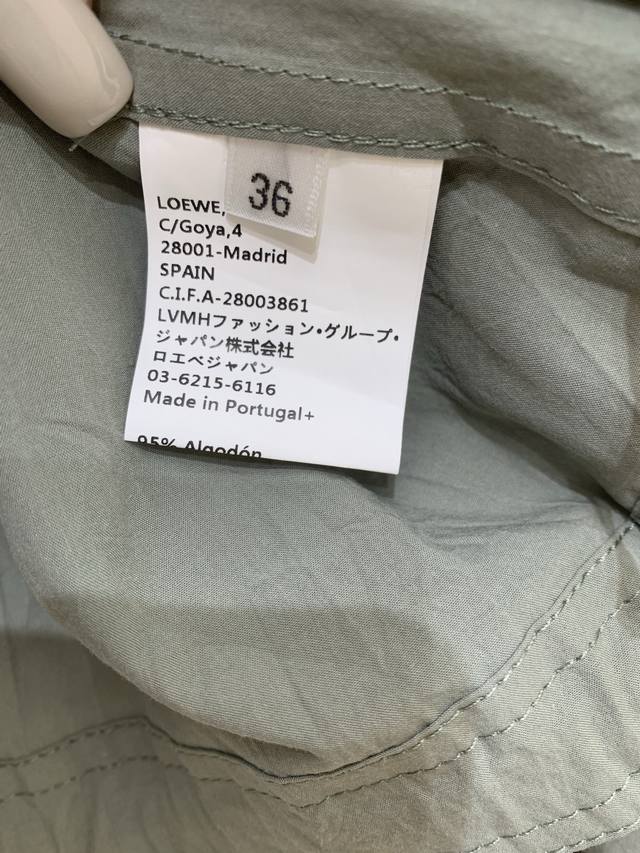 36
LOEWE,
C/Goya,4
28001-Madrid
SPAIN
C.I.F.A-28003861
LVMHファッション•グループ•
ジャパン株式会社
ロエベジャパン
03-6215-6116
Made in Portugal+
95% Algodón